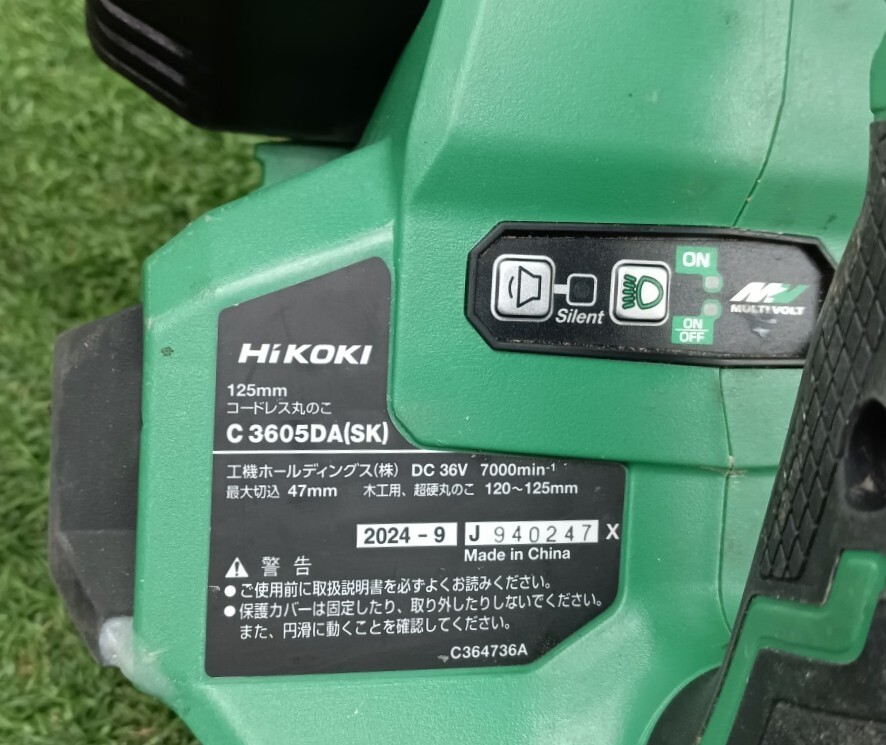 ON
Silent
MV
MULTI VOLT
ON
OFF
HiKOKI
125mm
コードレス丸のこ
C 3605DA(SK)
工機ホールディングス(株) DC 36V 7000min⁻¹
最大切込 47mm 木工用、超硬丸のこ 120～125mm
2024 - 9 J 940247 X
Made in China
警告
● ご使用前に取扱説明書を必ずよくお読みください。
● 保護カバーは固定したり、取り外したりしないでください。
また、円滑に動くことを確認してください。
C364736A